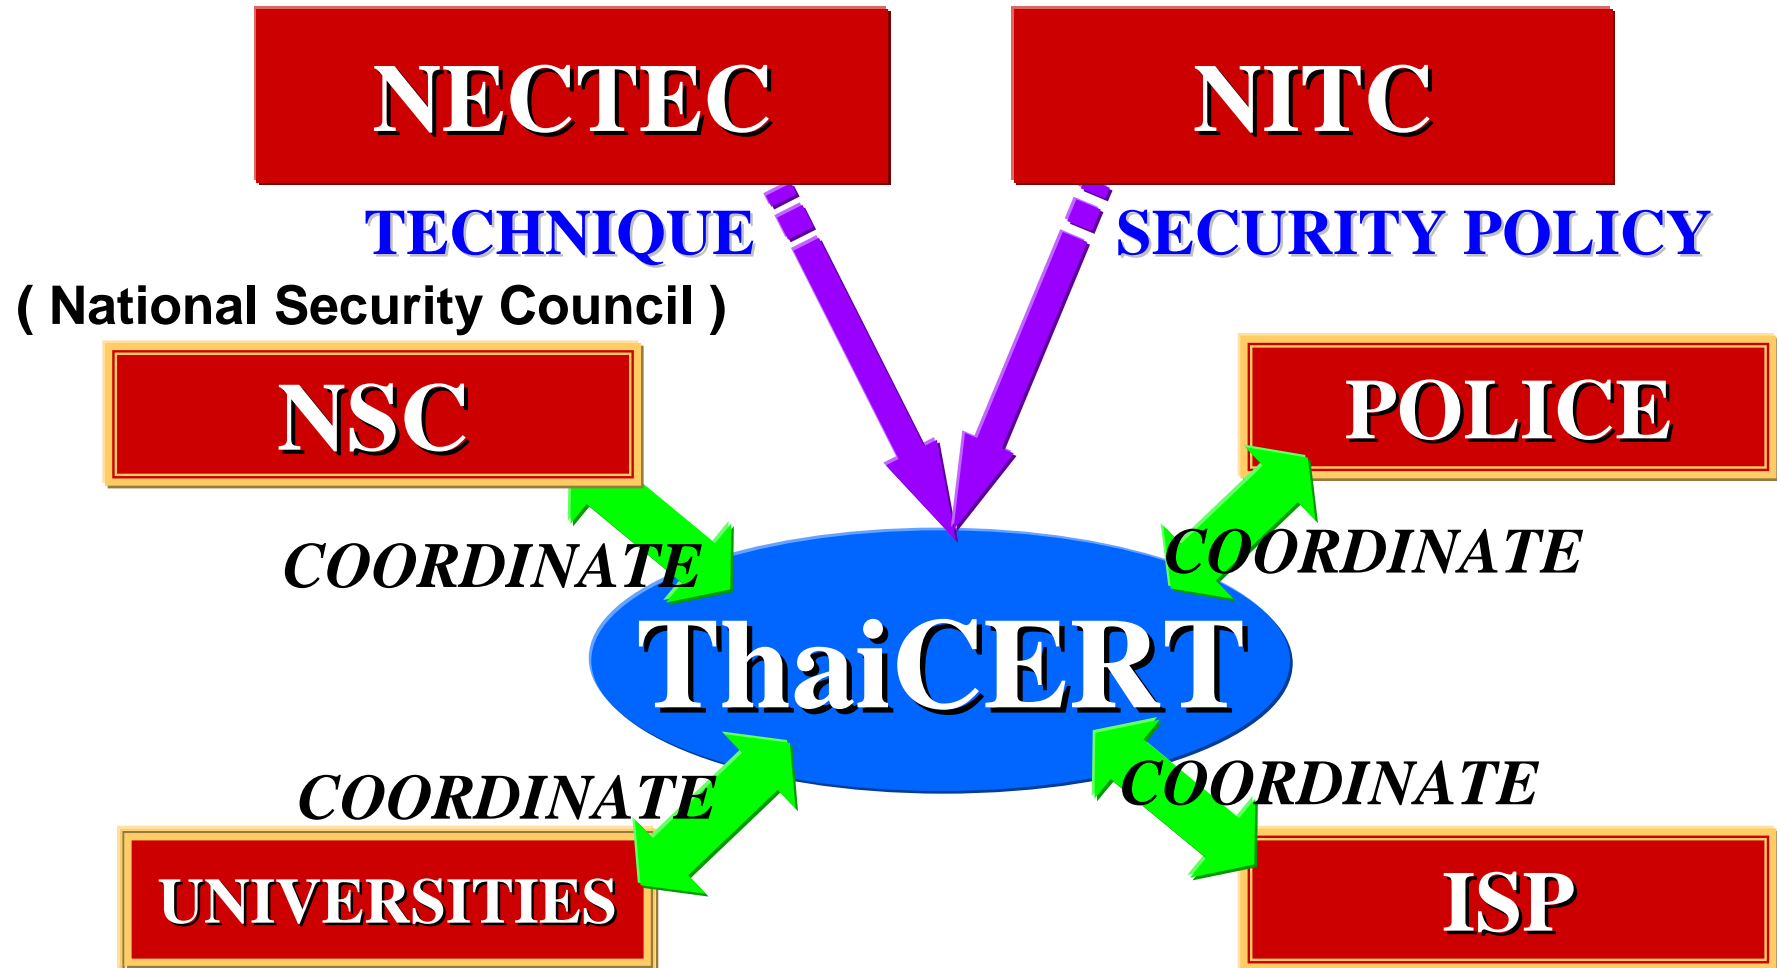 NECTEC
NITC
TECHNIQUE
SECURITY POLICY
( National Security Council )
NSC
POLICE
COORDINATE
COORDINATE
ThaiCERT
COORDINATE
COORDINATE
UNIVERSITIES
ISP